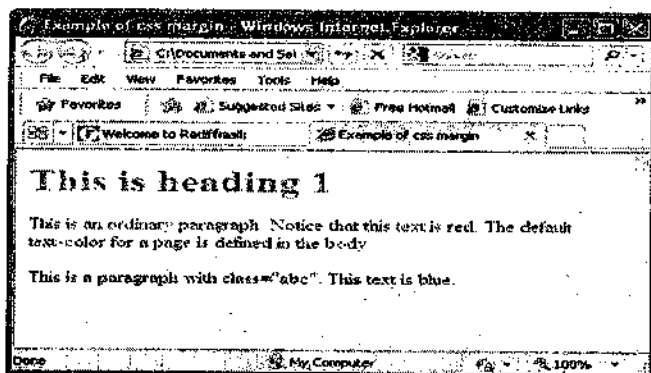 Example of css margin - Windows Internet Explorer
C:\Documents and Set
File Edit View Favorites Tools Help
Favorites Suggested Sites Free Hotmail Customize Links
Welcome to Rediffmail: Example of css margin
This is heading 1
This is an ordinary paragraph. Notice that this text is red. The default
text-color for a page is defined in the body
This is a paragraph with class="abc". This text is blue.
Done My Computer 100%